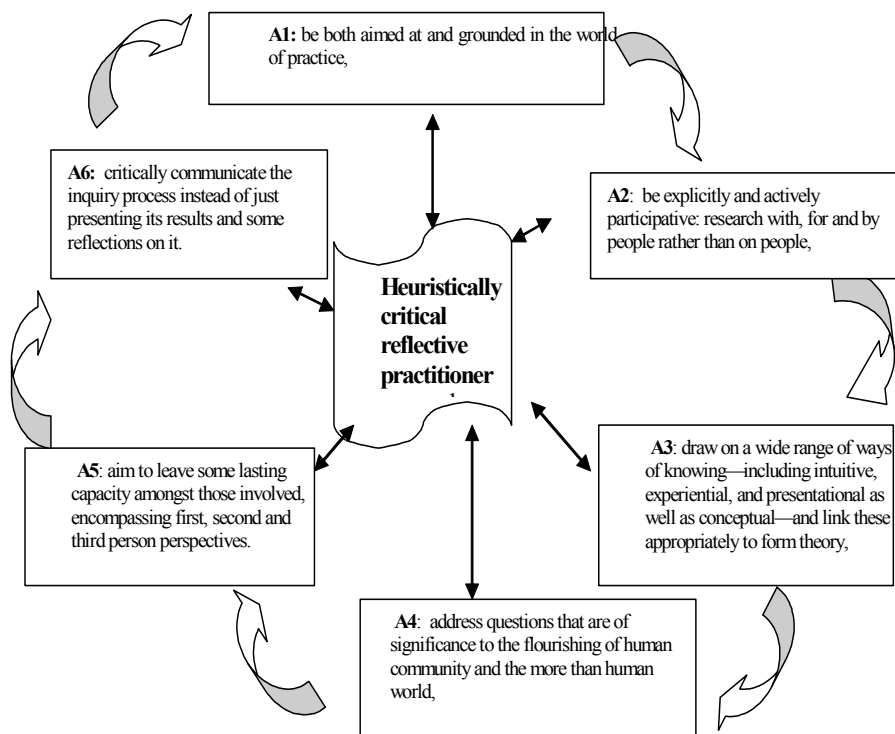 A1: be both aimed at and grounded in the world
of practice,
A6: critically communicate the
inquiry process instead of just
presenting its results and some
reflections on it.
A2: be explicitly and actively
participative: research with, for and by
people rather than on people,
Heuristically
critical
reflective
practitioner
A5: aim to leave some lasting
capacity amongst those involved,
encompassing first, second and
third person perspectives.
A3: draw on a wide range of ways
of knowing—including intuitive,
experiential, and presentational as
well as conceptual—and link these
appropriately to form theory,
A4: address questions that are of
significance to the flourishing of human
community and the more than human
world,